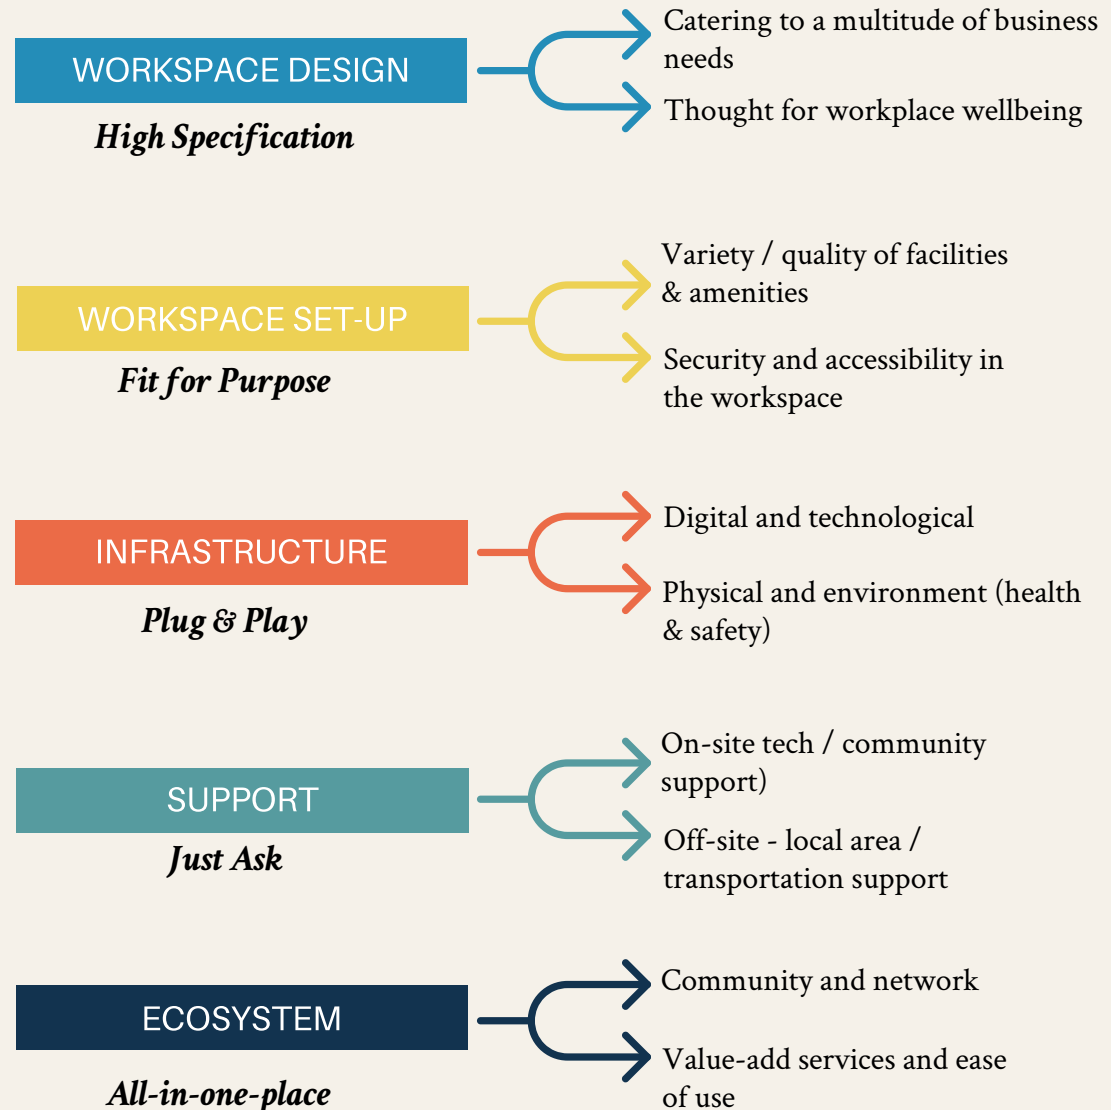 WORKSPACE DESIGN
High Specification
Catering to a multitude of business
needs
Thought for workplace wellbeing
WORKSPACE SET-UP
Fit for Purpose
Variety / quality of facilities
& amenities
Security and accessibility in
the workspace
INFRASTRUCTURE
Plug & Play
Digital and technological
Physical and environment (health
& safety)
SUPPORT
Just Ask
On-site tech / community
support)
Off-site - local area /
transportation support
ECOSYSTEM
All-in-one-place
Community and network
Value-add services and ease
of use